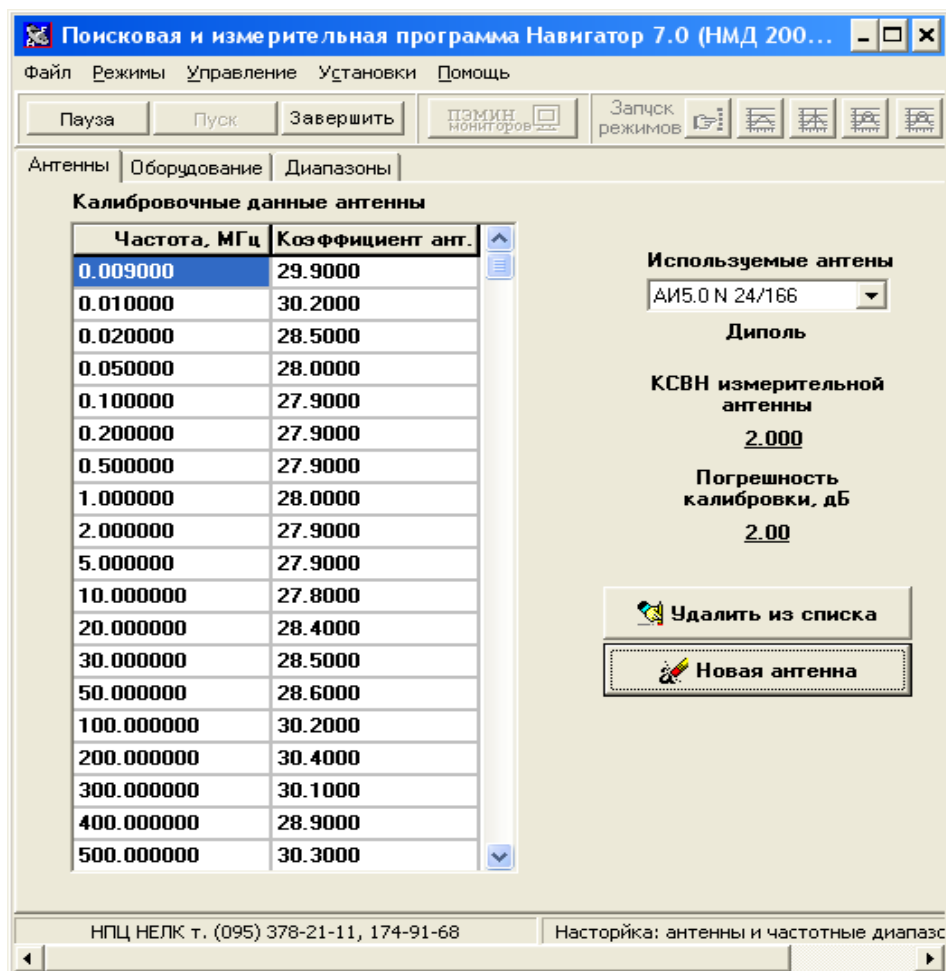 Поисковая и измерительная программа Навигатор 7.0 (НМД 200...
Файл Режимы Управление Установки Помощь
Пауза Пуск Завершить ПЭМИН мониторов Запуск режимов
Антенны Оборудование Диапазоны
Калибровочные данные антенны
Частота, МГц Коэффициент ант.
0.009000 29.9000
0.010000 30.2000
0.020000 28.5000
0.050000 28.0000
0.100000 27.9000
0.200000 27.9000
0.500000 27.9000
1.000000 28.0000
2.000000 27.9000
5.000000 27.9000
10.000000 27.8000
20.000000 28.4000
30.000000 28.5000
50.000000 28.6000
100.000000 30.2000
200.000000 30.4000
300.000000 30.1000
400.000000 28.9000
500.000000 30.3000
Используемые антены
АИ5.0 N 24/166
Диполь
КСВН измерительной
антенны
2.000
Погрешность
калибровки, дБ
2.00
Удалить из списка
Новая антенна
НПЦ НЕЛК т. (095) 378-21-11, 174-91-68
Насторйка: антенны и частотные диапазо